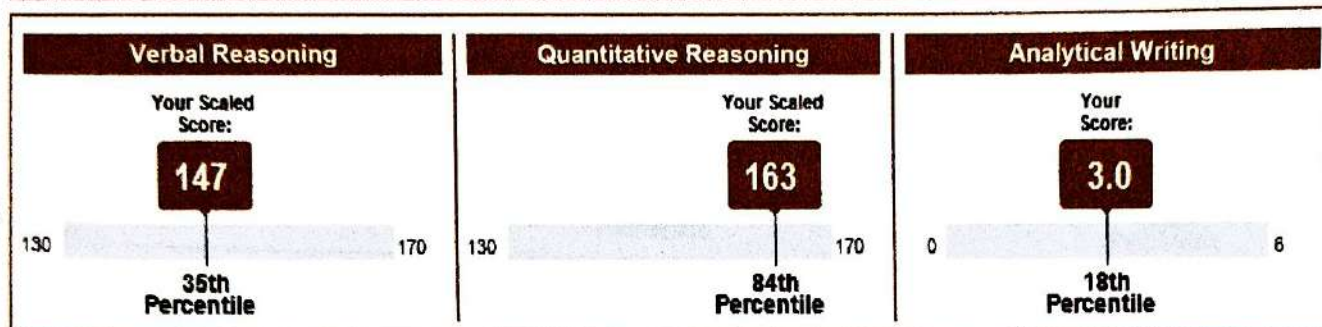 Verbal Reasoning
Your Scaled
Score:
147
130
170
35th
Percentile
Quantitative Reasoning
Your Scaled
Score:
163
130
170
84th
Percentile
Analytical Writing
Your
Score:
3.0
0
6
18th
Percentile